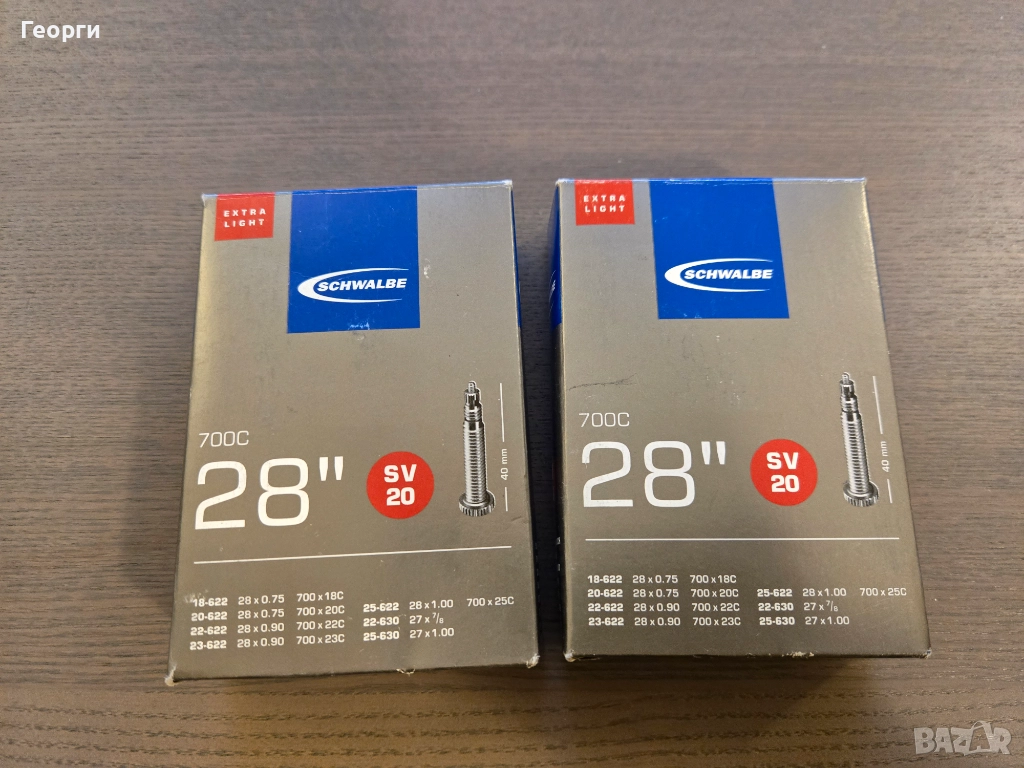 Георги
EXTRA
LIGHT
SCHWALBE
700C
28"
SV
20
40 mm
18-622 28 x 0.75 700 x 18C
20-622 28 x 0.75 700 x 20C 25-622 28 x 1.00 700 x 25C
22-622 28 x 0.90 700 x 22C 22-630 27 x 7/8
23-622 28 x 0.90 700 x 23C 25-630 27 x 1.00
EXTRA
LIGHT
SCHWALBE
700C
28"
SV
20
40 mm
18-622 28 x 0.75 700 x 18C
20-622 28 x 0.75 700 x 20C 25-622 28 x 1.00 700 x 25C
22-622 28 x 0.90 700 x 22C 22-630 27 x 7/8
23-622 28 x 0.90 700 x 23C 25-630 27 x 1.00
BAZAR